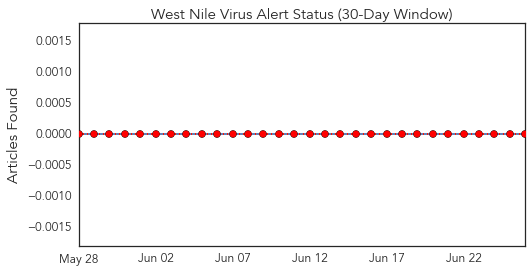 West Nile Virus Alert Status (30-Day Window)
Articles Found
0.0015
0.0010
0.0005
0.0000
−0.0005
−0.0010
−0.0015
May 28
Jun 02
Jun 07
Jun 12
Jun 17
Jun 22